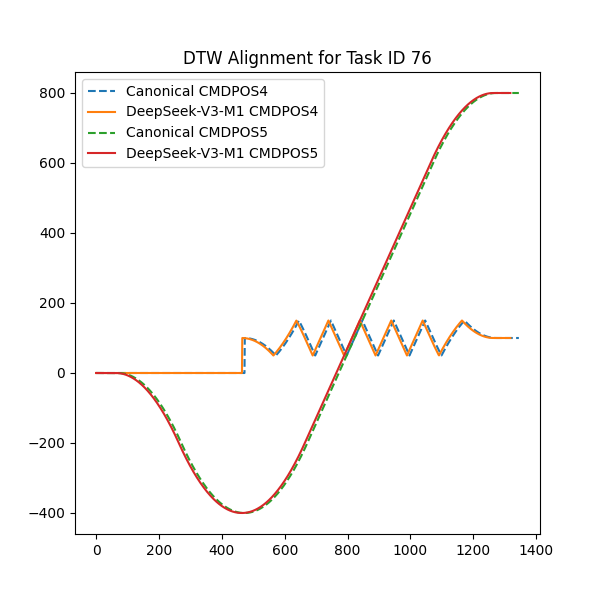 DTW Alignment for Task ID 76
Canonical CMDPOS4
DeepSeek-V3-M1 CMDPOS4
Canonical CMDPOS5
DeepSeek-V3-M1 CMDPOS5
800
600
400
200
0
−200
−400
0 200 400 600 800 1000 1200 1400